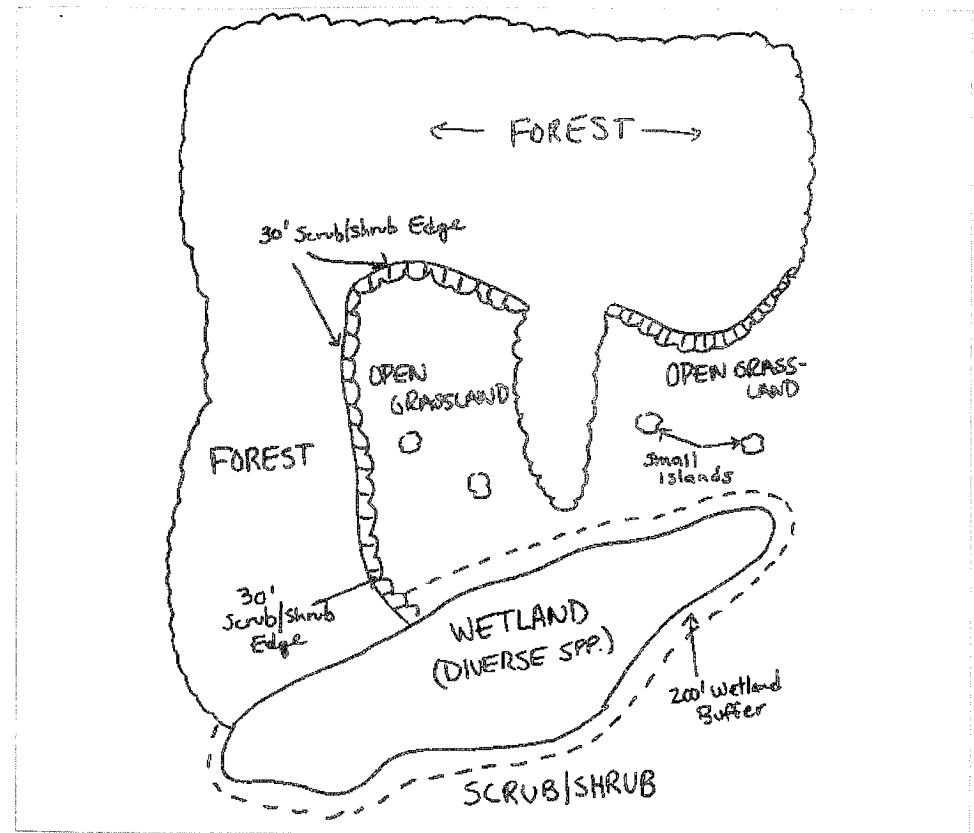 FOREST
30' Scrub/shrub Edge
OPEN
GRASSLAND
OPEN GRASS-
LAND
FOREST
Small
islands
30'
Scrub/shrub
Edge
WETLAND
(DIVERSE SPP.)
200' Wetland
Buffer
SCRUB/SHRUB